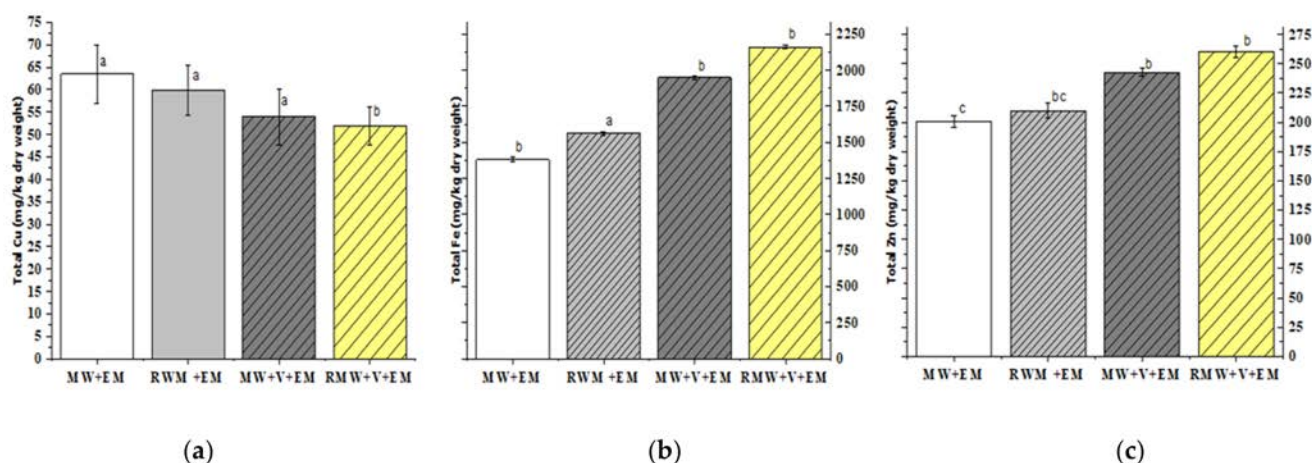 Total Cu (mg/kg dry weight)
75
70
65
60
55
50
45
40
35
30
25
20
15
10
5
0
a
a
a
b
MW+EM
RWM +EM
MW+V+EM
RMW+V+EM
(a)
Total Fe (mg/kg dry weight)
b
a
b
b
2250
2000
1750
1500
1250
1000
750
500
250
0
MW+EM
RWM +EM
MW+V+EM
RMW+V+EM
(b)
Total Zn (mg/kg dry weight)
c
bc
b
b
275
250
225
200
175
150
125
100
75
50
25
0
MW+EM
RWM +EM
MW+V+EM
RMW+V+EM
(c)